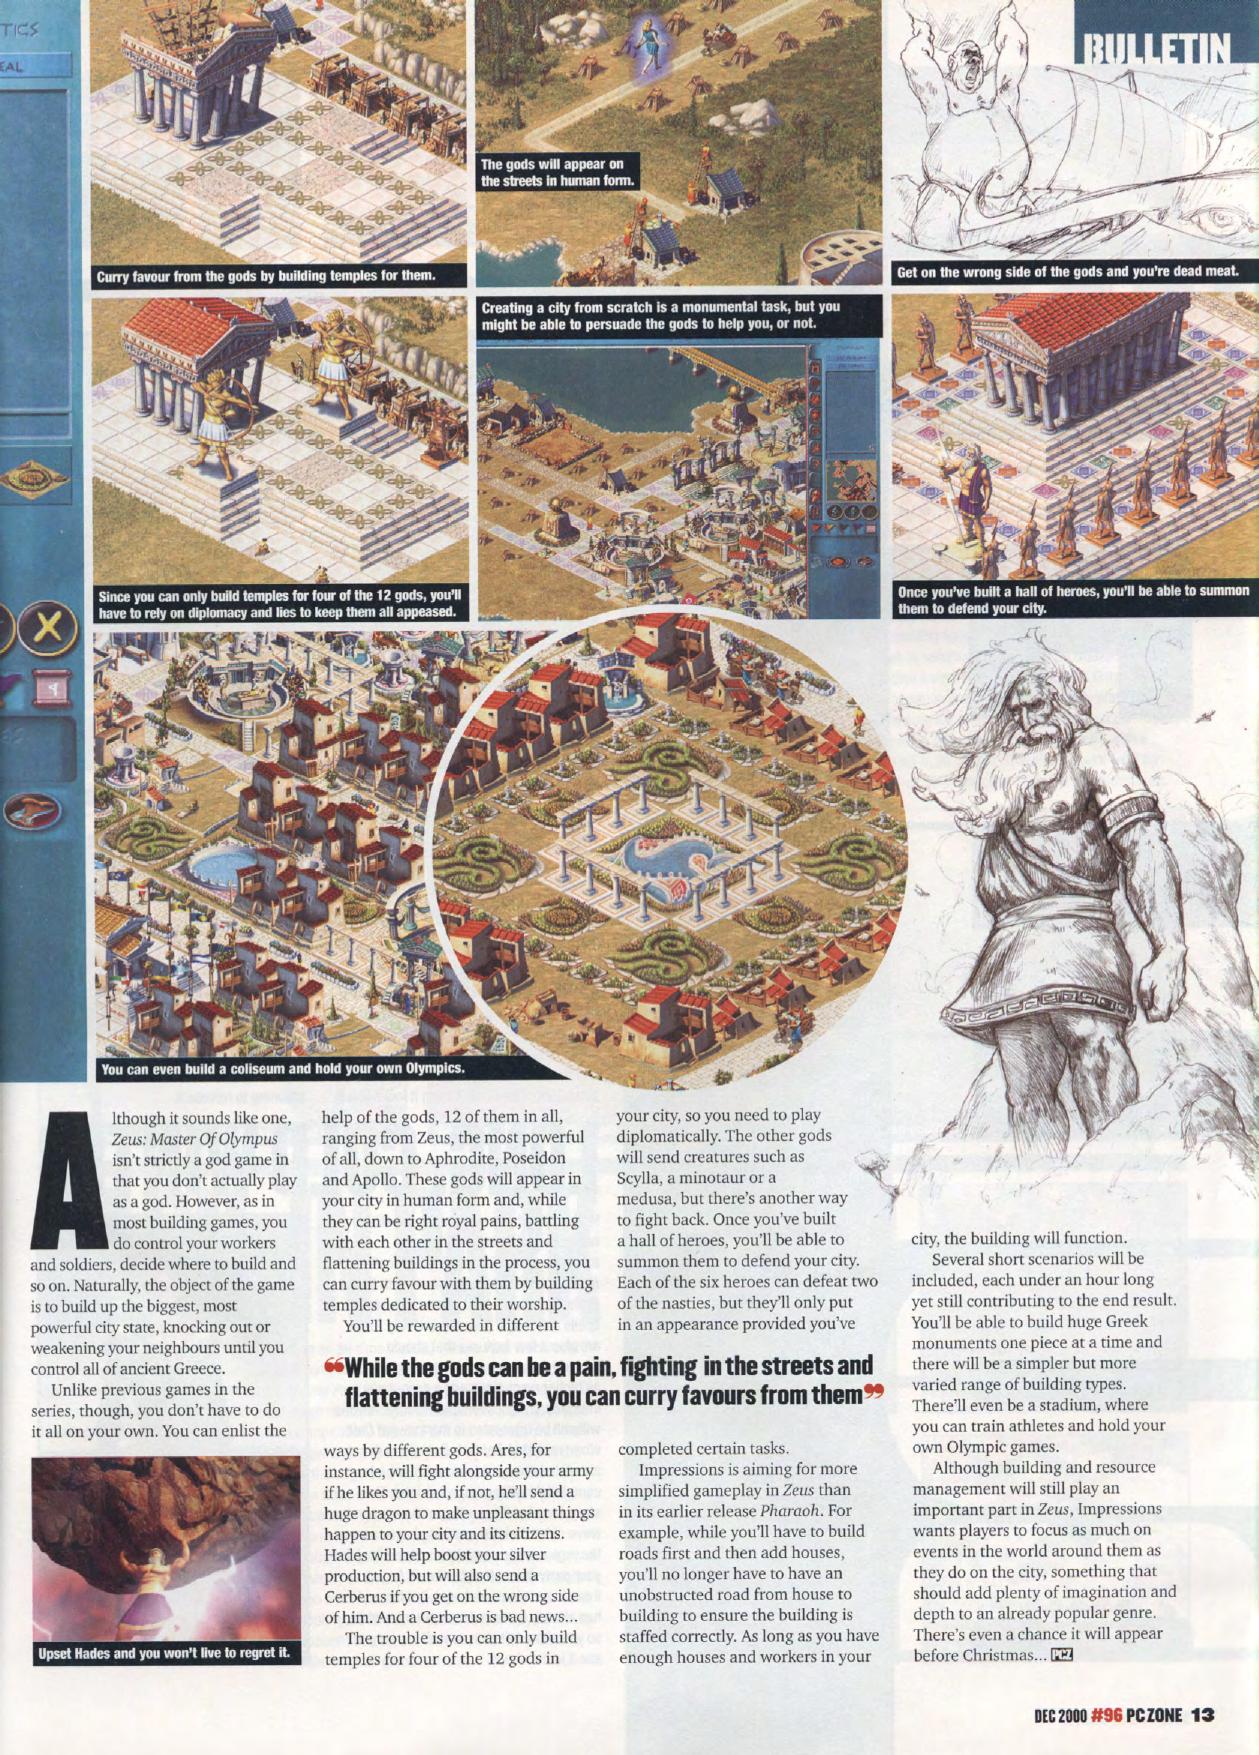 TICS
EAL
BULLETIN
Curry favour from the gods by building temples for them.
The gods will appear on
the streets in human form.
Get on the wrong side of the gods and you're dead meat.
Since you can only build temples for four of the 12 gods, you'll
have to rely on diplomacy and lies to keep them all appeased.
Creating a city from scratch is a monumental task, but you
might be able to persuade the gods to help you, or not.
Once you've built a hall of heroes, you'll be able to summon
them to defend your city.
You can even build a coliseum and hold your own Olympics.
Although it sounds like one,
Zeus: Master Of Olympus
isn't strictly a god game in
that you don't actually play
as a god. However, as in
most building games, you
do control your workers
and soldiers, decide where to build and
so on. Naturally, the object of the game
is to build up the biggest, most
powerful city state, knocking out or
weakening your neighbours until you
control all of ancient Greece.
Unlike previous games in the
series, though, you don't have to do
it all on your own. You can enlist the
Upset Hades and you won't live to regret it.
help of the gods, 12 of them in all,
ranging from Zeus, the most powerful
of all, down to Aphrodite, Poseidon
and Apollo. These gods will appear in
your city in human form and, while
they can be right royal pains, battling
with each other in the streets and
flattening buildings in the process, you
can curry favour with them by building
temples dedicated to their worship.
You'll be rewarded in different
“While the gods can be a pain, fighting in the streets and
flattening buildings, you can curry favours from them”
ways by different gods. Ares, for
instance, will fight alongside your army
if he likes you and, if not, he'll send a
huge dragon to make unpleasant things
happen to your city and its citizens.
Hades will help boost your silver
production, but will also send a
Cerberus if you get on the wrong side
of him. And a Cerberus is bad news...
The trouble is you can only build
temples for four of the 12 gods in
your city, so you need to play
diplomatically. The other gods
will send creatures such as
Scylla, a minotaur or a
medusa, but there's another way
to fight back. Once you've built
a hall of heroes, you'll be able to
summon them to defend your city.
Each of the six heroes can defeat two
of the nasties, but they'll only put
in an appearance provided you've
completed certain tasks.
Impressions is aiming for more
simplified gameplay in Zeus than
in its earlier release Pharaoh. For
example, while you'll have to build
roads first and then add houses,
you'll no longer have to have an
unobstructed road from house to
building to ensure the building is
staffed correctly. As long as you have
enough houses and workers in your
city, the building will function.
Several short scenarios will be
included, each under an hour long
yet still contributing to the end result.
You'll be able to build huge Greek
monuments one piece at a time and
there will be a simpler but more
varied range of building types.
There'll even be a stadium, where
you can train athletes and hold your
own Olympic games.
Although building and resource
management will still play an
important part in Zeus, Impressions
wants players to focus as much on
events in the world around them as
they do on the city, something that
should add plenty of imagination and
depth to an already popular genre.
There's even a chance it will appear
before Christmas... PCZ
DEC 2000 #96 PC ZONE 13